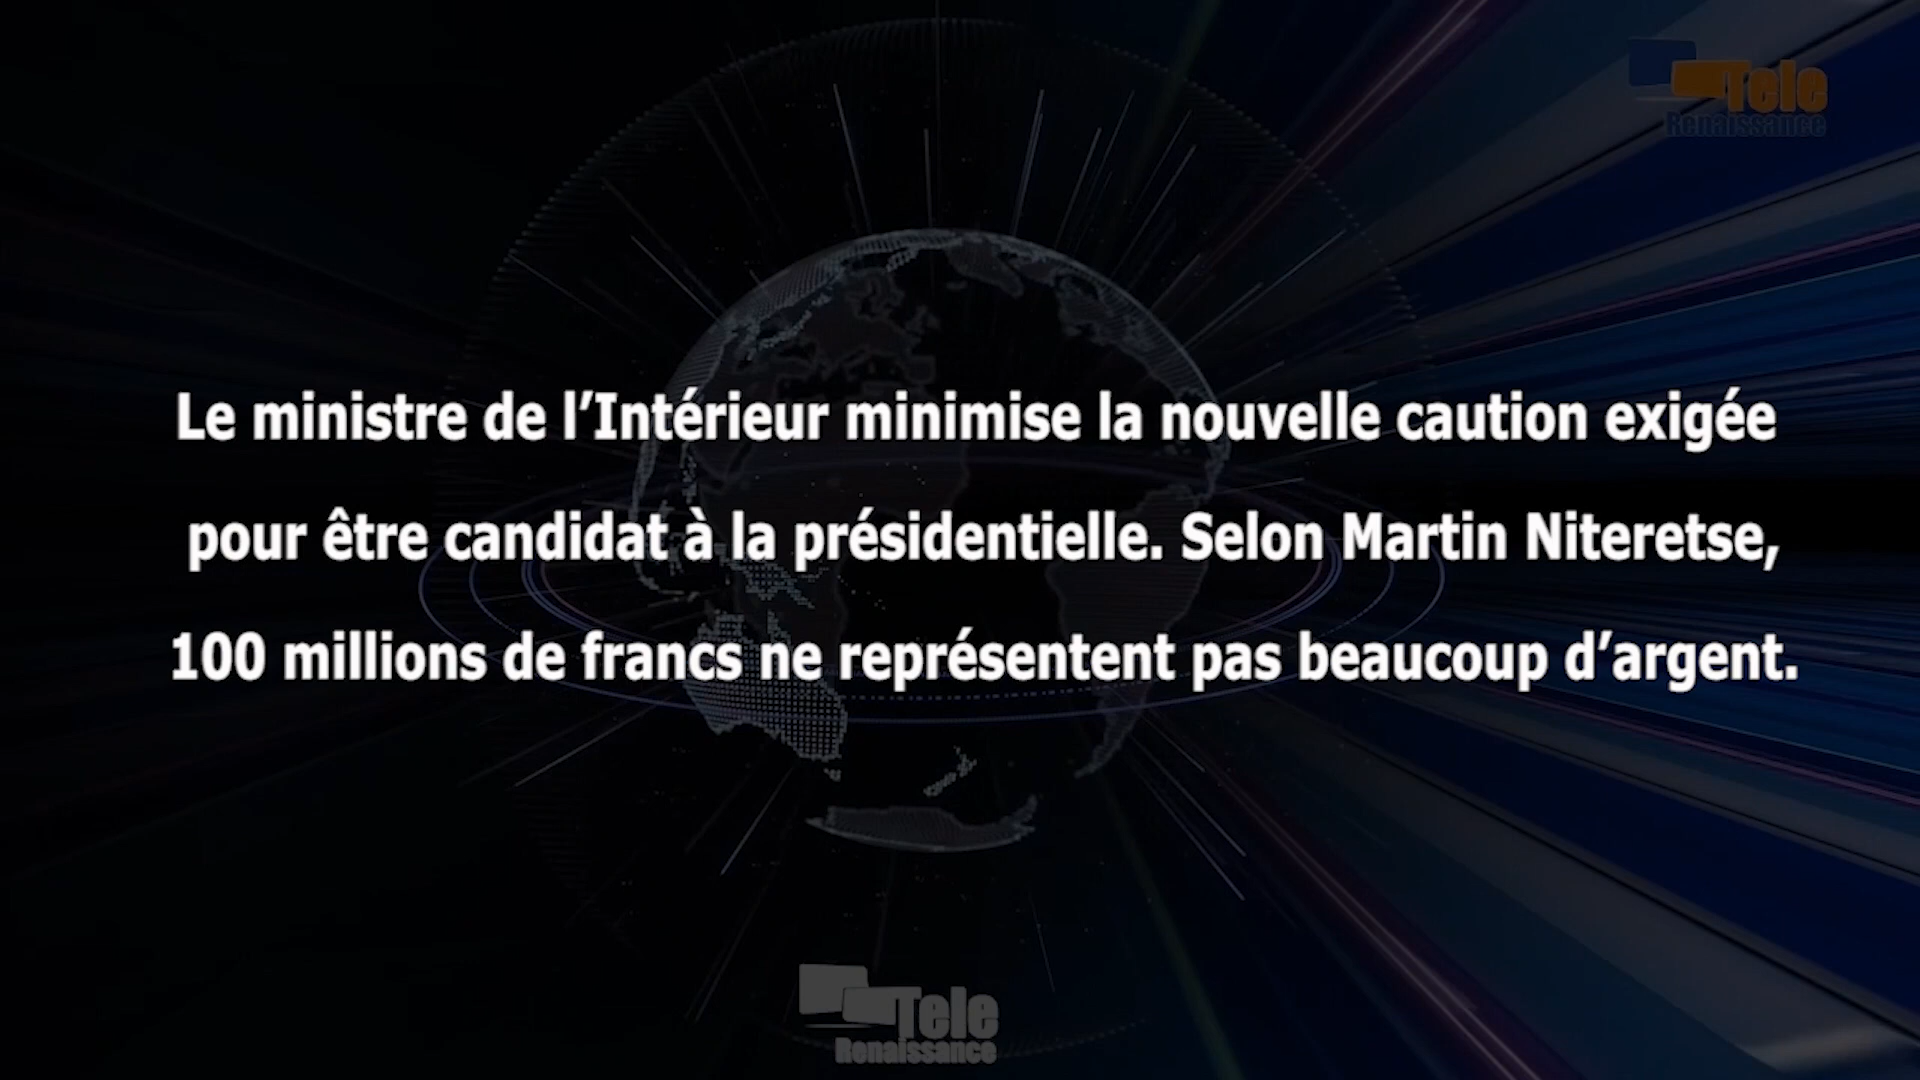 Tele
Renaissance
Le ministre de l’Intérieur minimise la nouvelle caution exigée
pour être candidat à la présidentielle. Selon Martin Niteretse,
100 millions de francs ne représentent pas beaucoup d’argent.
Tele
Renaissance